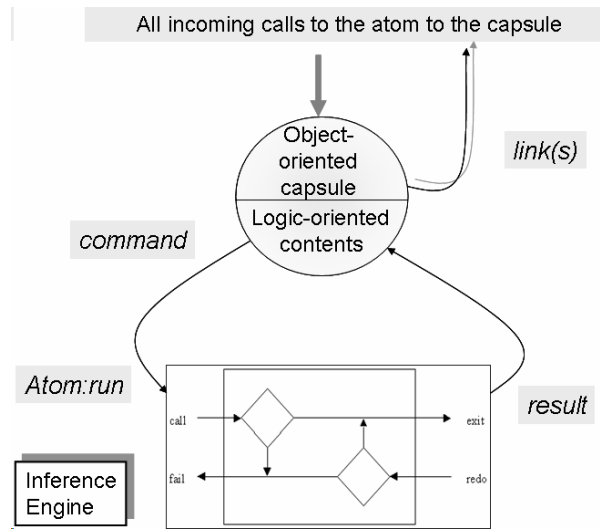 All incoming calls to the atom to the capsule
Object-
oriented
capsule
link(s)
Logic-oriented
contents
command
Atom:run
result
call
exit
fail
redo
Inference
Engine